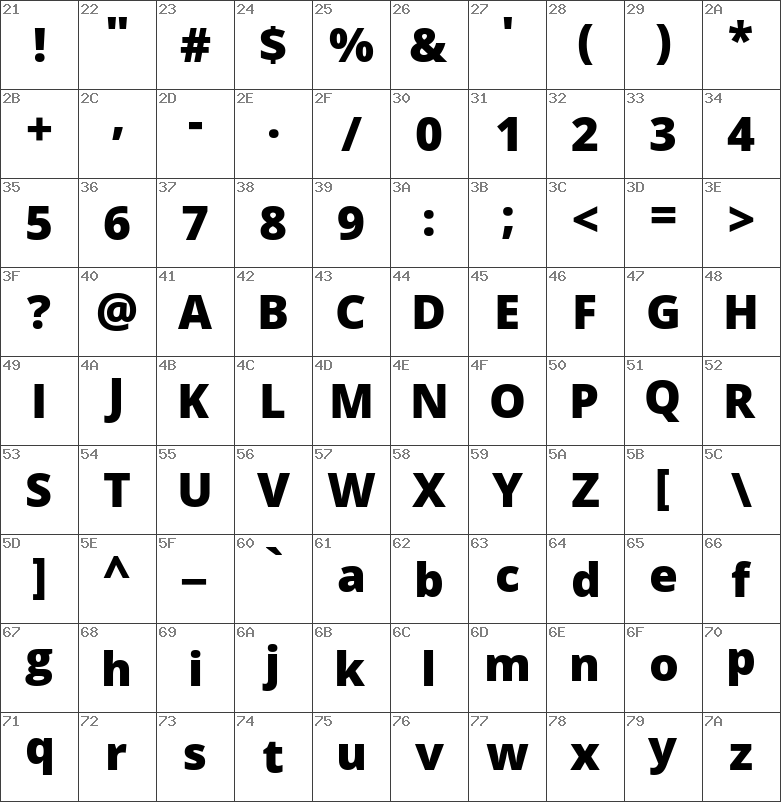 21 22 23 24 25 26 27 28 29 2A
! " # $ % & ' ( ) *
2B 2C 2D 2E 2F 30 31 32 33 34
+ , - . / 0 1 2 3 4
35 36 37 38 39 3A 3B 3C 3D 3E
5 6 7 8 9 : ; < = >
3F 40 41 42 43 44 45 46 47 48
? @ A B C D E F G H
49 4A 4B 4C 4D 4E 4F 50 51 52
I J K L M N O P Q R
53 54 55 56 57 58 59 5A 5B 5C
S T U V W X Y Z [ \
5D 5E 5F 60 61 62 63 64 65 66
] ^ _ ` a b c d e f
67 68 69 6A 6B 6C 6D 6E 6F 70
g h i j k l m n o p
71 72 73 74 75 76 77 78 79 7A
q r s t u v w x y z